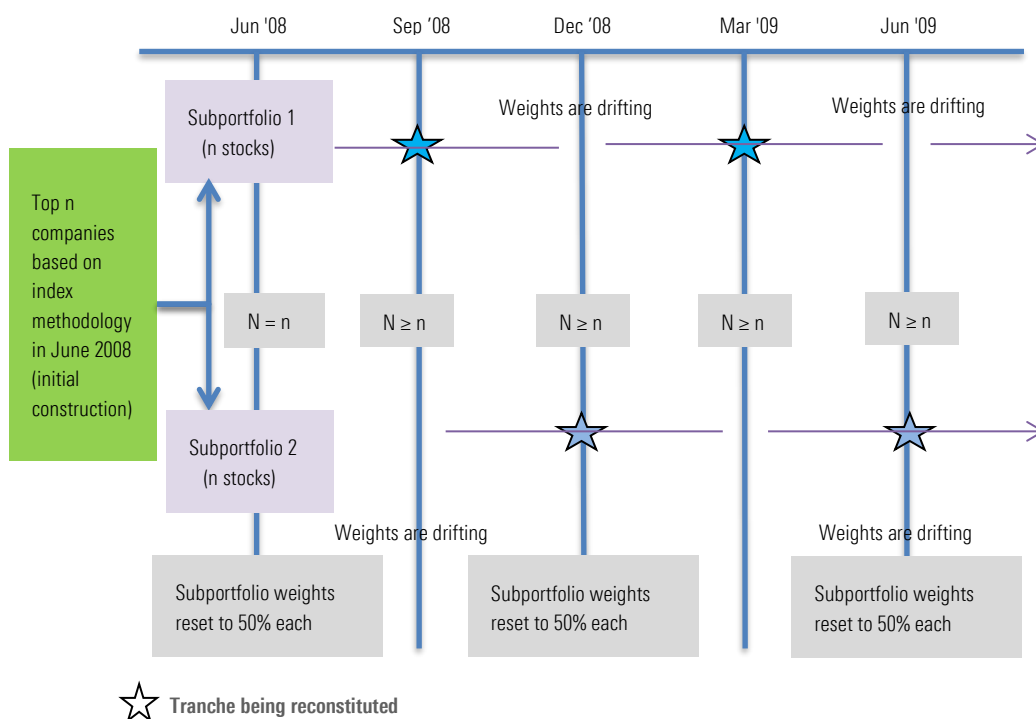 Jun '08
Sep '08
Dec '08
Mar '09
Jun '09
Subportfolio 1
(n stocks)
Weights are drifting
Weights are drifting
Top n
companies
based on
index
methodology
in June 2008
(initial
construction)
N = n
N ≥ n
N ≥ n
N ≥ n
N ≥ n
Subportfolio 2
(n stocks)
Weights are drifting
Weights are drifting
Subportfolio weights
reset to 50% each
Subportfolio weights
reset to 50% each
Subportfolio weights
reset to 50% each
Tranche being reconstituted